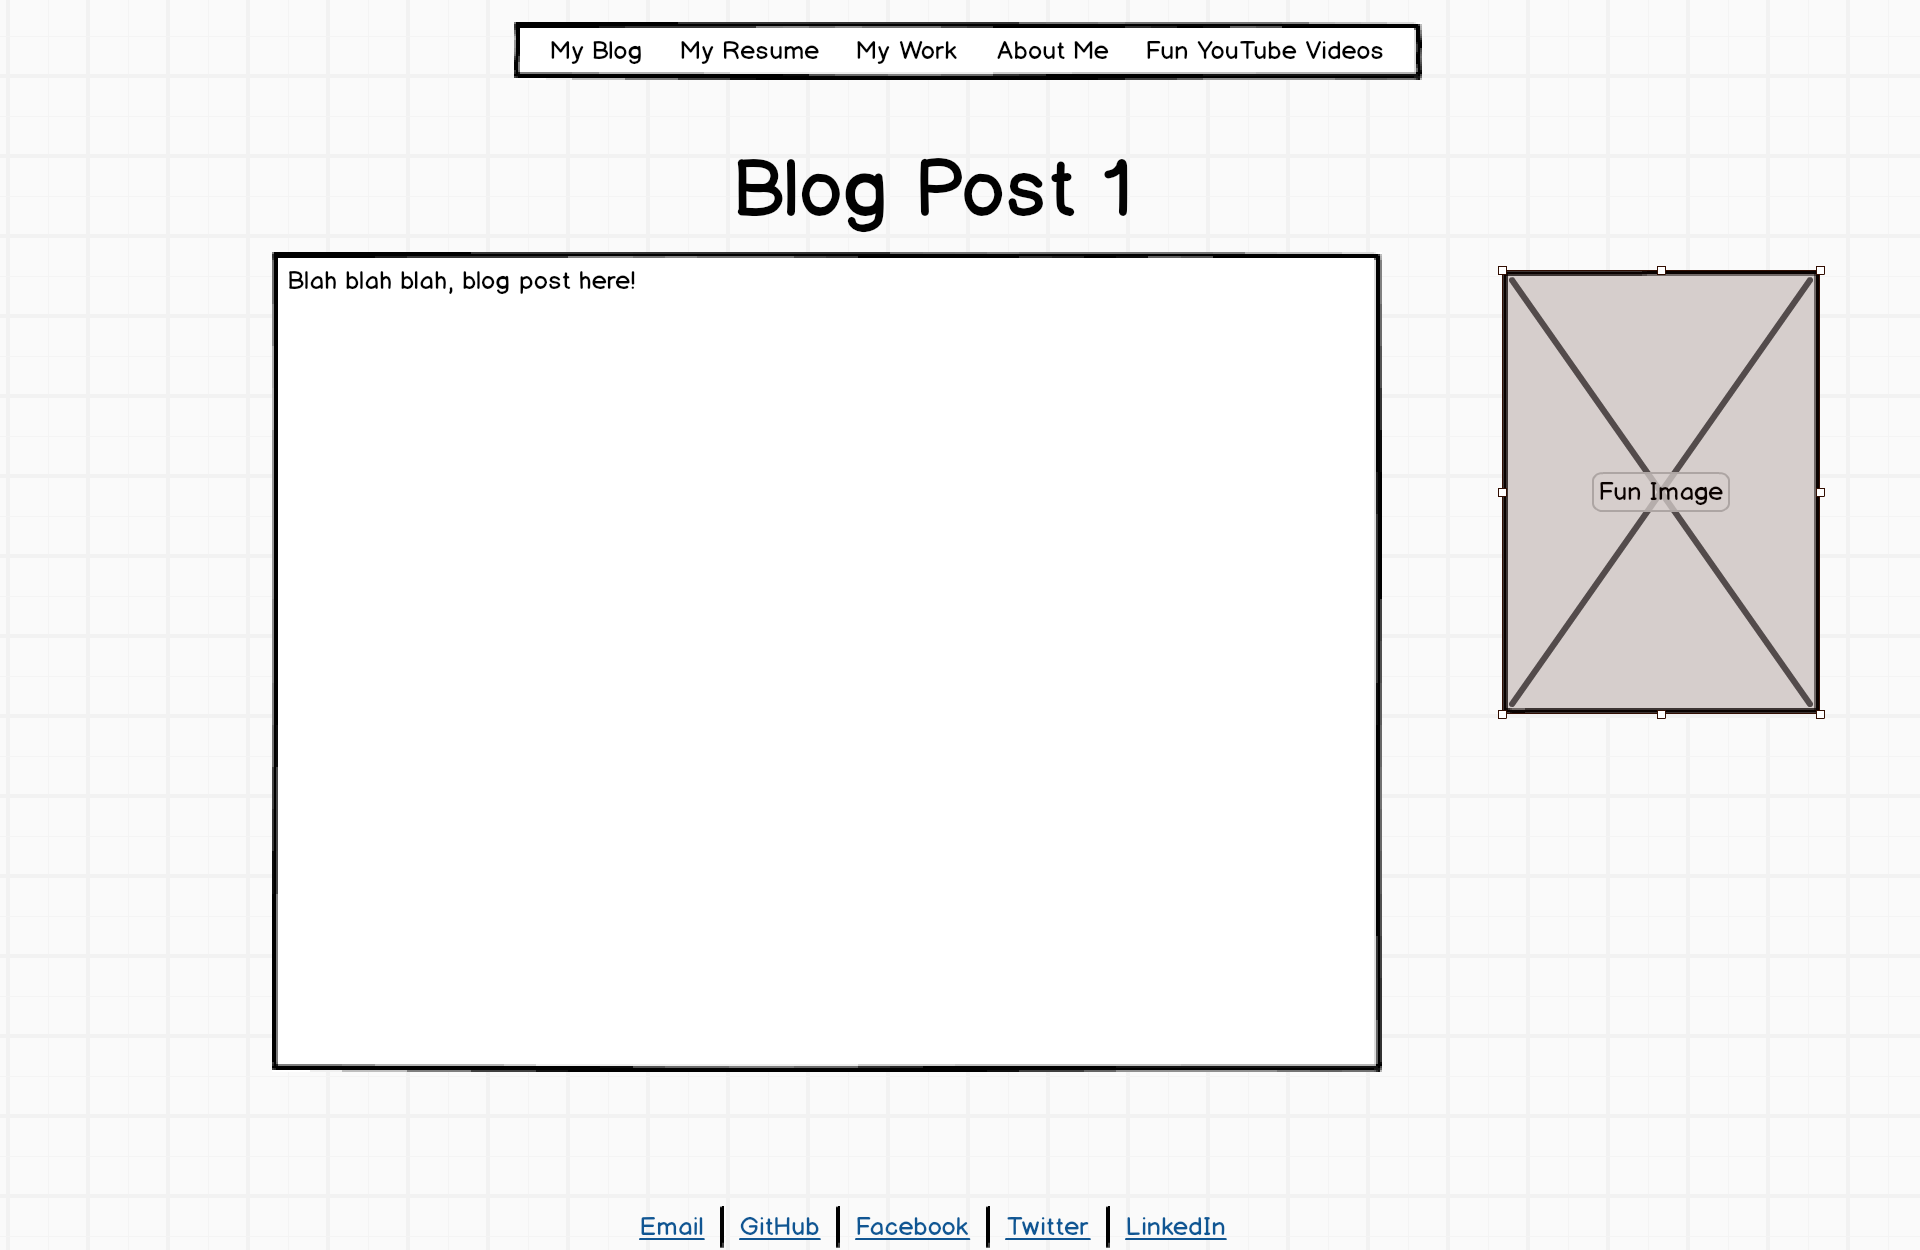 My Blog My Resume My Work About Me Fun YouTube Videos
Blog Post 1
Blah blah blah, blog post here!
Fun Image
Email GitHub Facebook Twitter LinkedIn